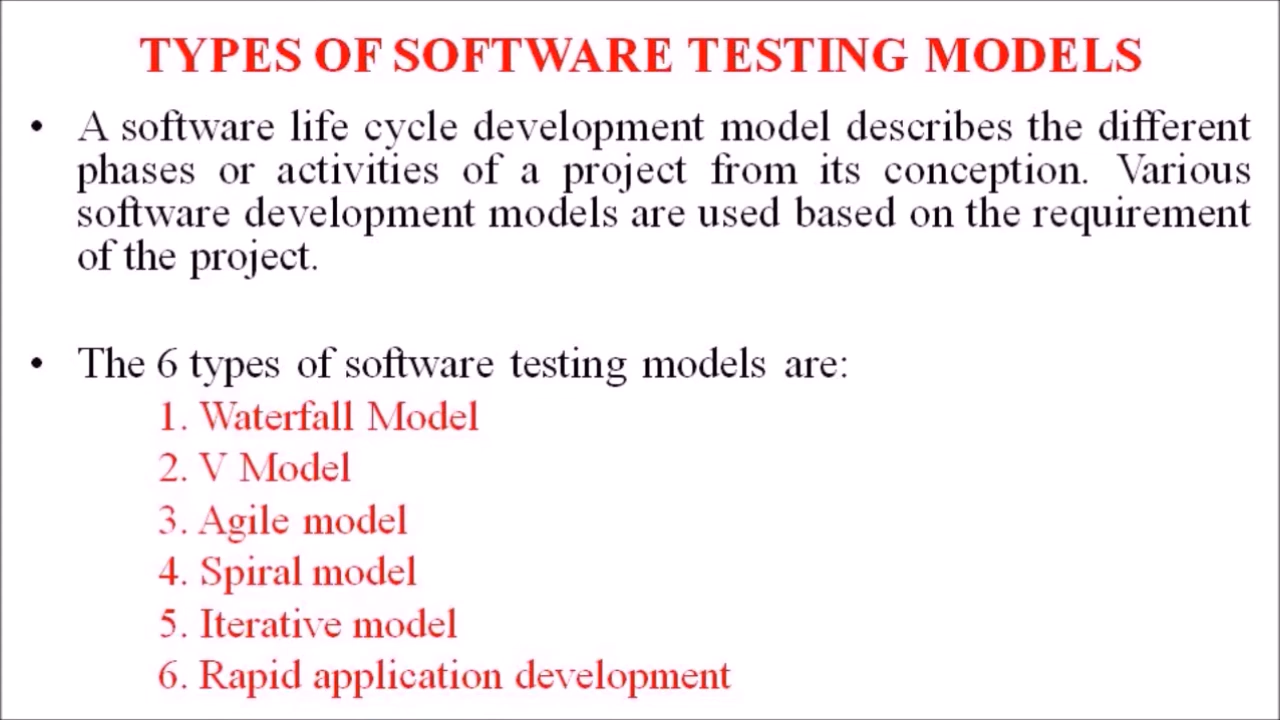 TYPES OF SOFTWARE TESTING MODELS
• A software life cycle development model describes the different
phases or activities of a project from its conception. Various
software development models are used based on the requirement
of the project.
• The 6 types of software testing models are:
1. Waterfall Model
2. V Model
3. Agile model
4. Spiral model
5. Iterative model
6. Rapid application development